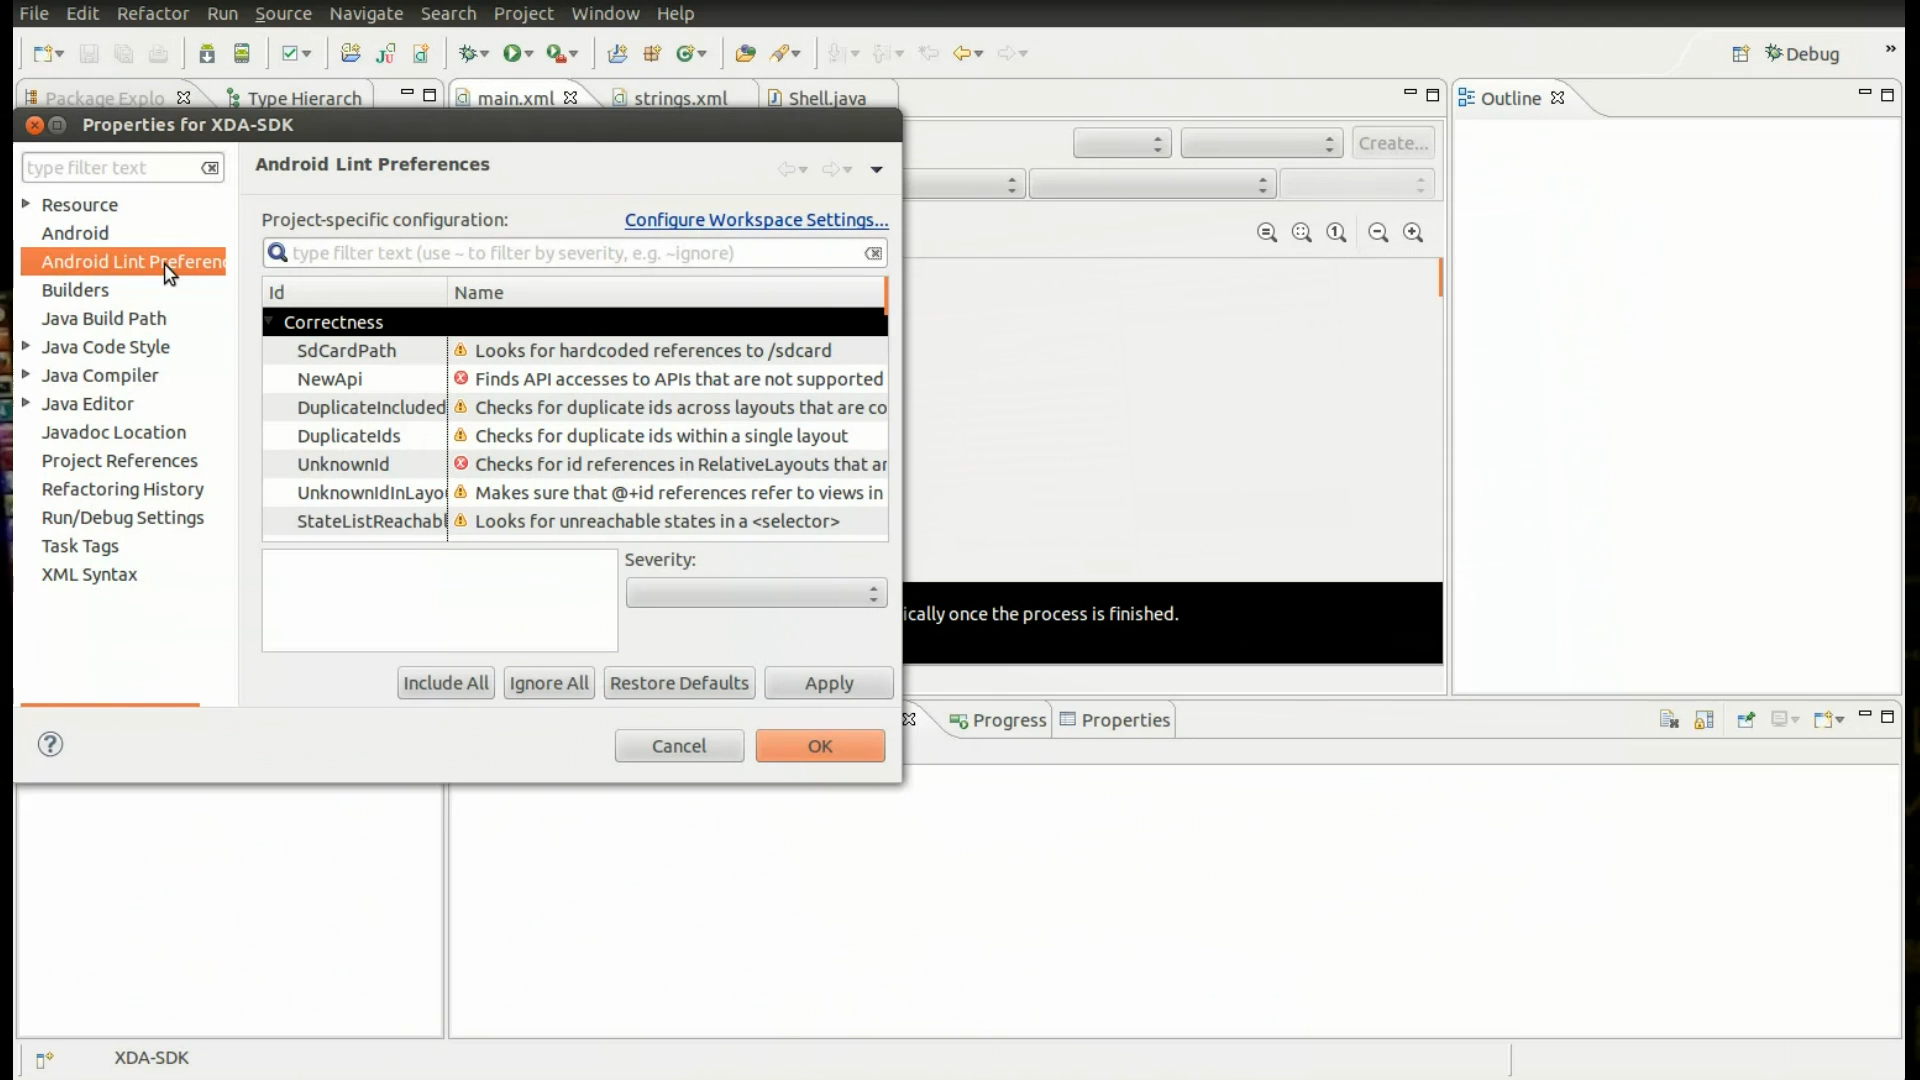 File Edit Refactor Run Source Navigate Search Project Window Help
Debug
Package Explo Type Hierarch main.xml strings.xml Shell.java Outline
Properties for XDA-SDK
type filter text
Android Lint Preferences
Create...
Resource
Android
Android Lint Preferenc
Builders
Java Build Path
Java Code Style
Java Compiler
Java Editor
Javadoc Location
Project References
Refactoring History
Run/Debug Settings
Task Tags
XML Syntax
Project-specific configuration: Configure Workspace Settings...
type filter text (use ~ to filter by severity, e.g. ~ignore)
Id Name
Correctness
SdCardPath Looks for hardcoded references to /sdcard
NewApi Finds API accesses to APIs that are not supported
DuplicateIncluded Checks for duplicate ids across layouts that are co
DuplicateIds Checks for duplicate ids within a single layout
UnknownId Checks for id references in RelativeLayouts that ar
UnknownIdInLayou Makes sure that @+id references refer to views in
StateListReachabl Looks for unreachable states in a <selector>
Severity:
ically once the process is finished.
Include All Ignore All Restore Defaults Apply
Cancel OK
Progress Properties
XDA-SDK